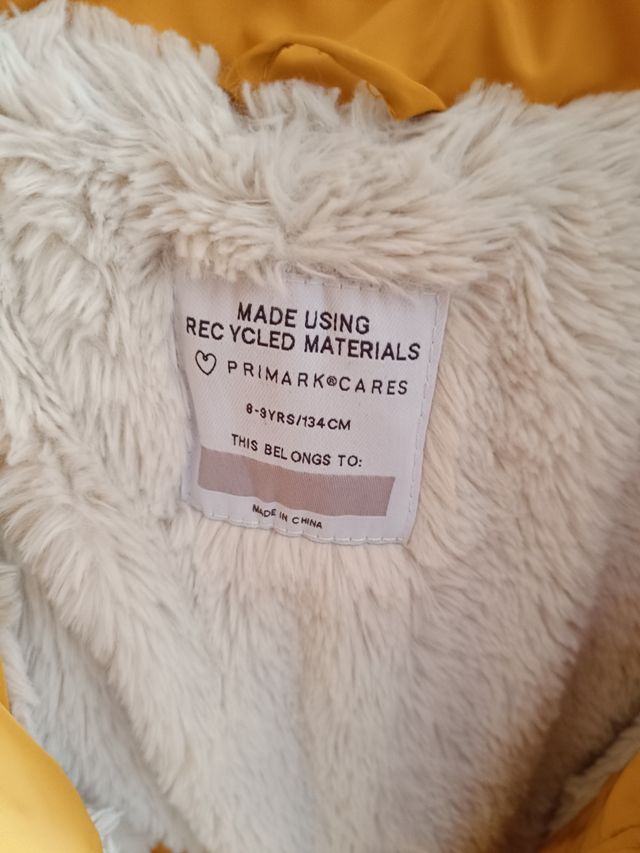 MADE USING
RECYCLED MATERIALS
PRIMARK®CARES
8-9YRS/134CM
THIS BELONGS TO:
MADE IN CHINA